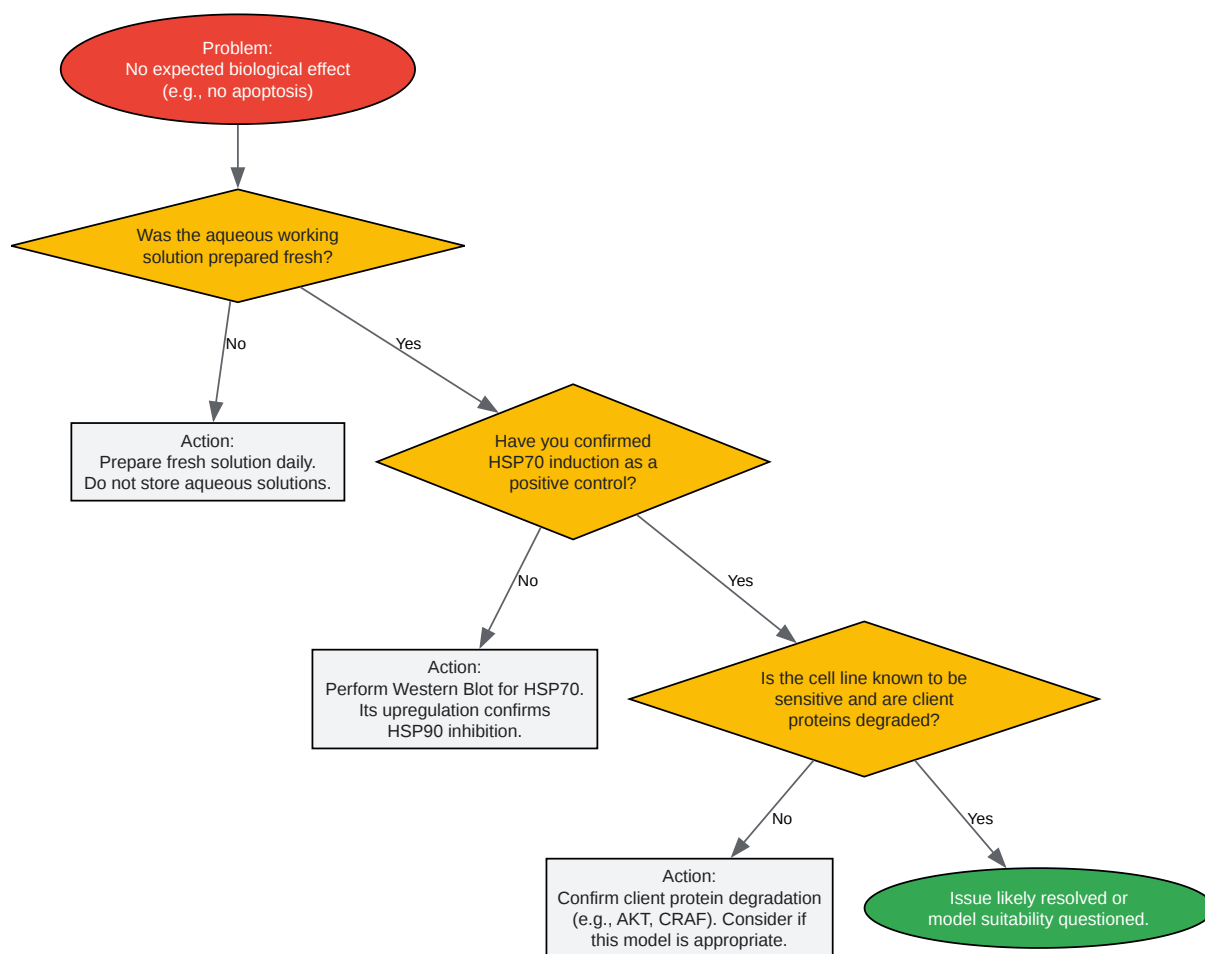 Problem:
No expected biological effect
(e.g., no apoptosis)
Was the aqueous working
solution prepared fresh?
No
Yes
Action:
Prepare fresh solution daily.
Do not store aqueous solutions.
Have you confirmed
HSP70 induction as a
positive control?
No
Yes
Action:
Perform Western Blot for HSP70.
Its upregulation confirms
HSP90 inhibition.
Is the cell line known to be
sensitive and are client
proteins degraded?
No
Yes
Action:
Confirm client protein degradation
(e.g., AKT, CRAF). Consider if
this model is appropriate.
Issue likely resolved or
model suitability questioned.